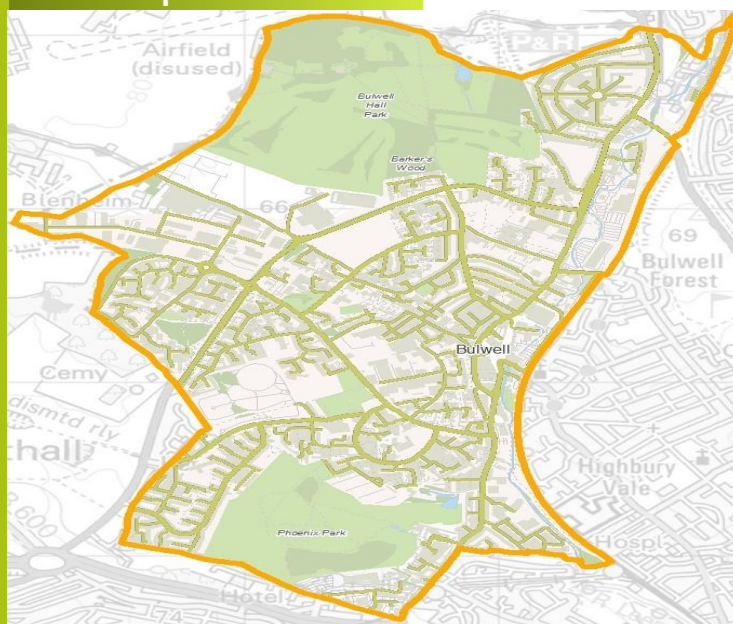 Airfield
(disused)
80
P&R
Bulwell
Hall
Park
Barker's
Wood
Blenheim
66
69
Bulwell
Forest
Bulwell
Cemy
dismtd rly
Highbury
Vale
Phoenix Park
Hospl
Hotel